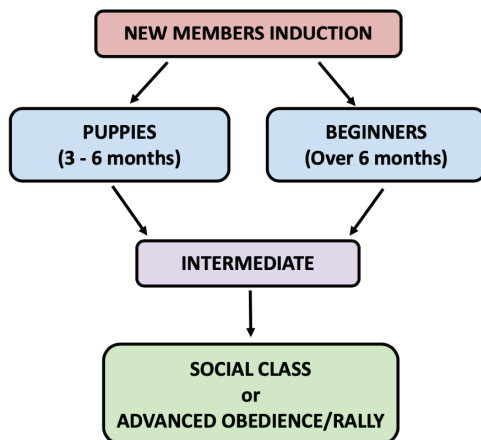 NEW MEMBERS INDUCTION
PUPPIES
(3 - 6 months)
BEGINNERS
(Over 6 months)
INTERMEDIATE
SOCIAL CLASS
or
ADVANCED OBEDIENCE/RALLY